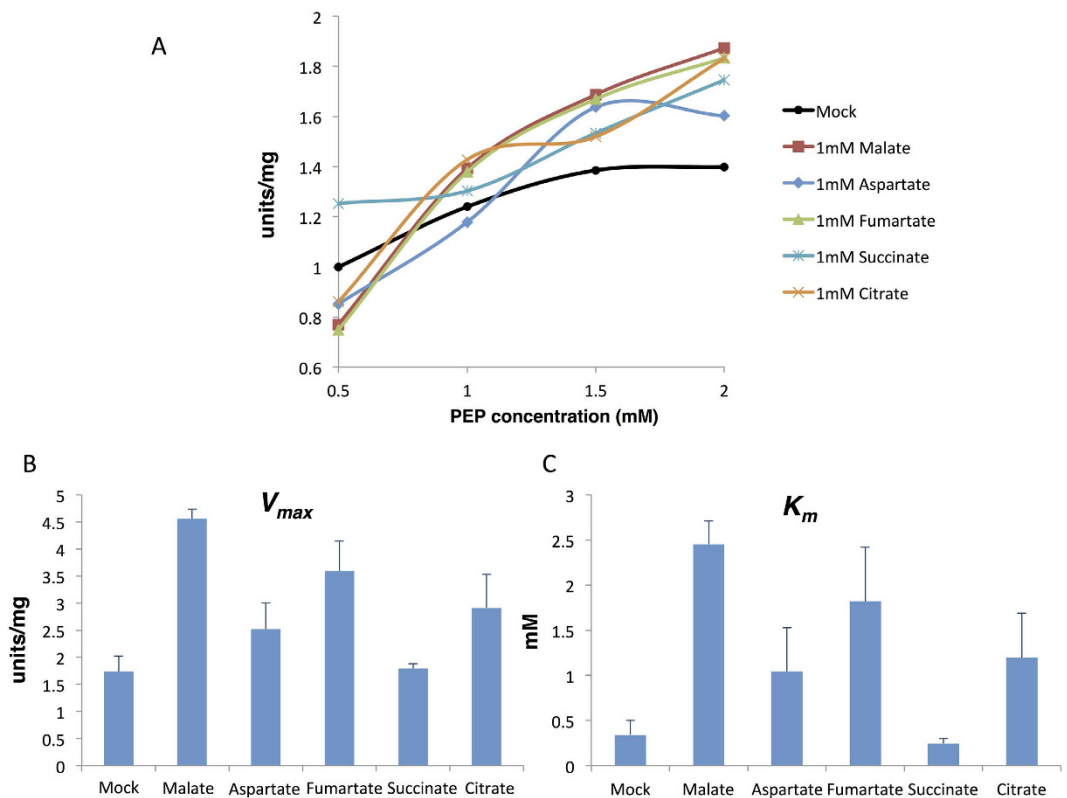 A
2
1.8
1.6
1.4
1.2
1
0.8
0.6
units/mg
0.5 1 1.5 2
PEP concentration (mM)
Mock
1mM Malate
1mM Aspartate
1mM Fumartate
1mM Succinate
1mM Citrate
B
Vmax
5
4.5
4
3.5
3
2.5
2
1.5
1
0.5
0
units/mg
Mock Malate Aspartate Fumartate Succinate Citrate
C
Km
3
2.5
2
1.5
1
0.5
0
mM
Mock Malate Aspartate Fumartate Succinate Citrate